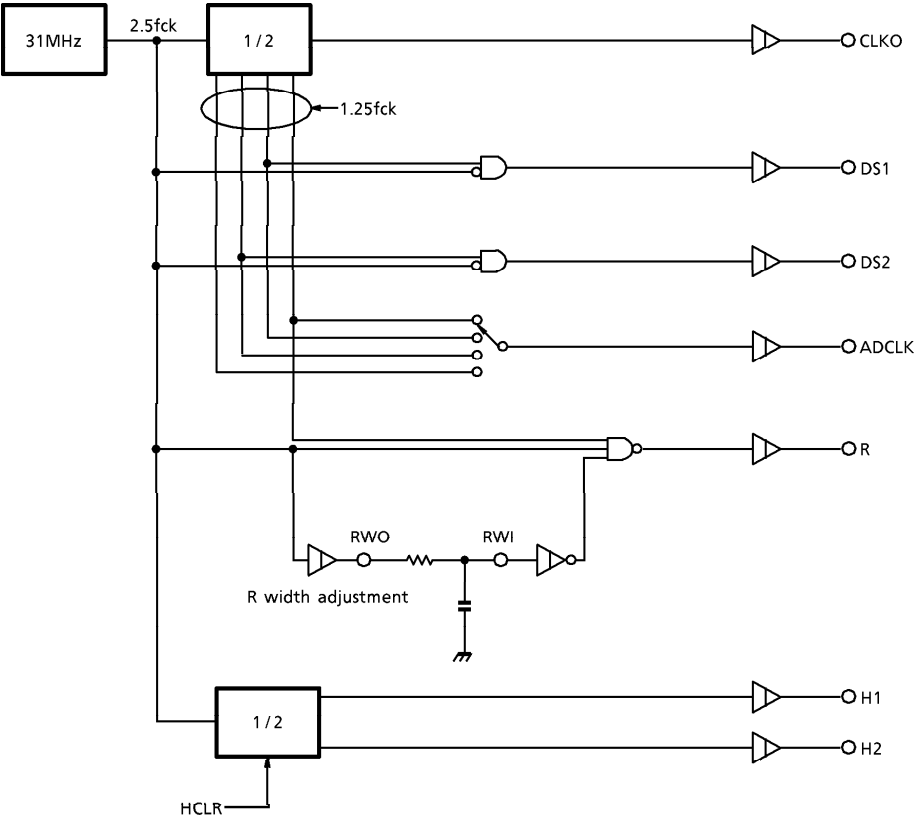 31MHz
2.5fck
1/2
CLKO
1.25fck
DS1
DS2
ADCLK
R
RWO
RWI
R width adjustment
1/2
H1
H2
HCLR